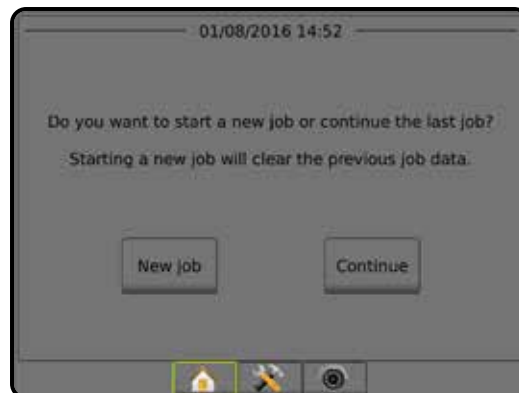 01/08/2016 14:52
Do you want to start a new job or continue the last job?
Starting a new job will clear the previous job data.
New job
Continue